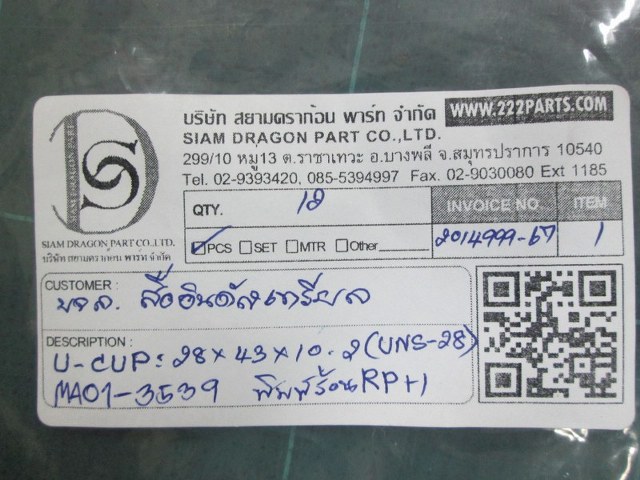 บริษัท สยามดราก้อน พาร์ท จำกัด
WWW.222PARTS.COM
SIAM DRAGON PART CO.,LTD.
299/10 หมู่13 ต.ราชาเทวะ อ.บางพลี จ.สมุทรปราการ 10540
Tel. 02-9393420, 085-5394997 Fax. 02-9030080 Ext 1185
SIAM DRAGON PART
DS
SIAM DRAGON PART CO.,LTD.
บริษัท สยามดราก้อน พาร์ท จำกัด
QTY. 12 INVOICE NO. ITEM
PCS SET MTR Other 2014999-67 1
CUSTOMER :
บจล. สื้ออินดัสเตรียล
DESCRIPTION :
U-CUP: 28×43×10.2 (UNS-28)
MA01-3539 พิมพ์ร้อน RP+1